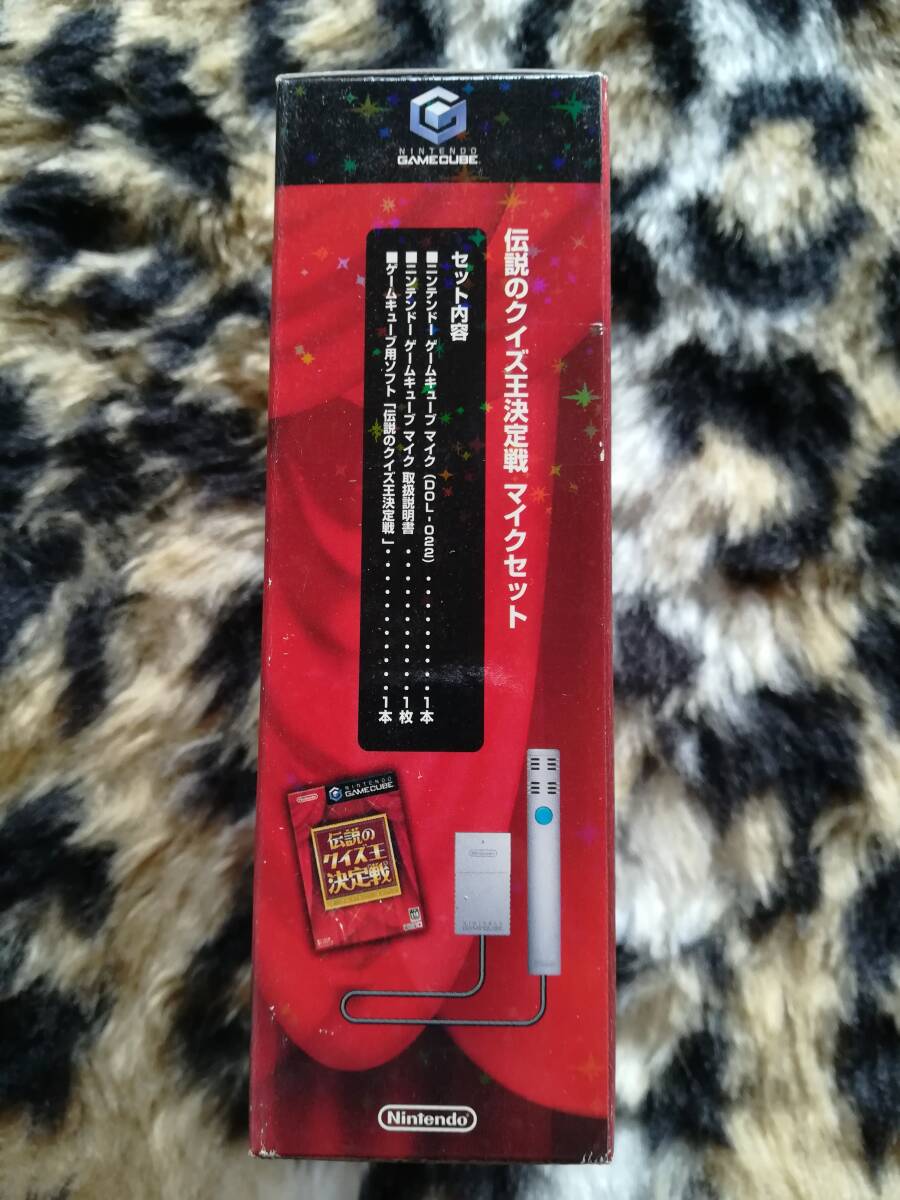 NINTENDO
GAMECUBE
伝説のクイズ王決定戦 マイクセット
セット内容
■ニンテンドーゲームキューブ マイク(DOL-022)・・・・・・・・・・1本
■ニンテンドーゲームキューブ マイク 取扱説明書・・・・・・・・・・1枚
■ゲームキューブ用ソフト「伝説のクイズ王決定戦」・・・・・・・・・・1本
Nintendo
NINTENDO
GAMECUBE
伝説の
クイズ王
決定戦
Nintendo
NINTENDO
GAMECUBE
Nintendo